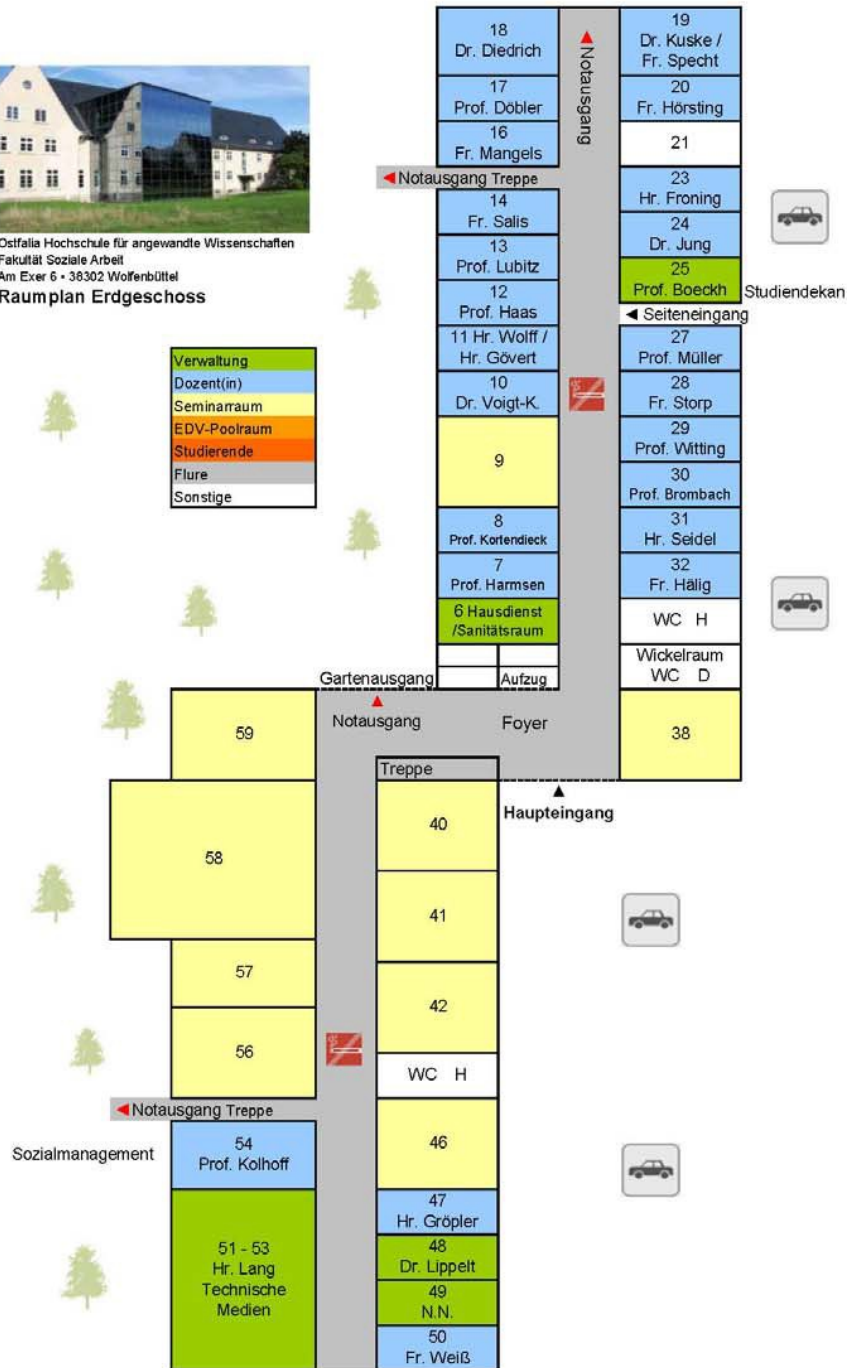 Ostfalia Hochschule für angewandte Wissenschaften
Fakultät Soziale Arbeit
Am Exer 6 • 38302 Wolfenbüttel
Raumplan Erdgeschoss
Verwaltung
Dozent(in)
Seminarraum
EDV-Poolraum
Studierende
Flure
Sonstige
18
Dr. Diedrich
17
Prof. Döbler
16
Fr. Mangels
Notausgang Treppe
14
Fr. Salis
13
Prof. Lubitz
12
Prof. Haas
11 Hr. Wolff /
Hr. Gövert
10
Dr. Voigt-K.
9
8
Prof. Kortendieck
7
Prof. Harmsen
6 Hausdienst
/Sanitätsraum
Aufzug
Notausgang
19
Dr. Kuske /
Fr. Specht
20
Fr. Hörsting
21
23
Hr. Froning
24
Dr. Jung
25
Prof. Boeckh
Studiendekan
Seiteneingang
27
Prof. Müller
28
Fr. Storp
29
Prof. Witting
30
Prof. Brombach
31
Hr. Seidel
32
Fr. Hälig
WC H
Wickelraum
WC D
38
Gartenausgang
Notausgang
Foyer
Haupteingang
Treppe
59
58
57
56
Notausgang Treppe
Sozialmanagement
54
Prof. Kolhoff
51 - 53
Hr. Lang
Technische
Medien
40
41
42
WC H
46
47
Hr. Gröpler
48
Dr. Lippelt
49
N.N.
50
Fr. Weiß